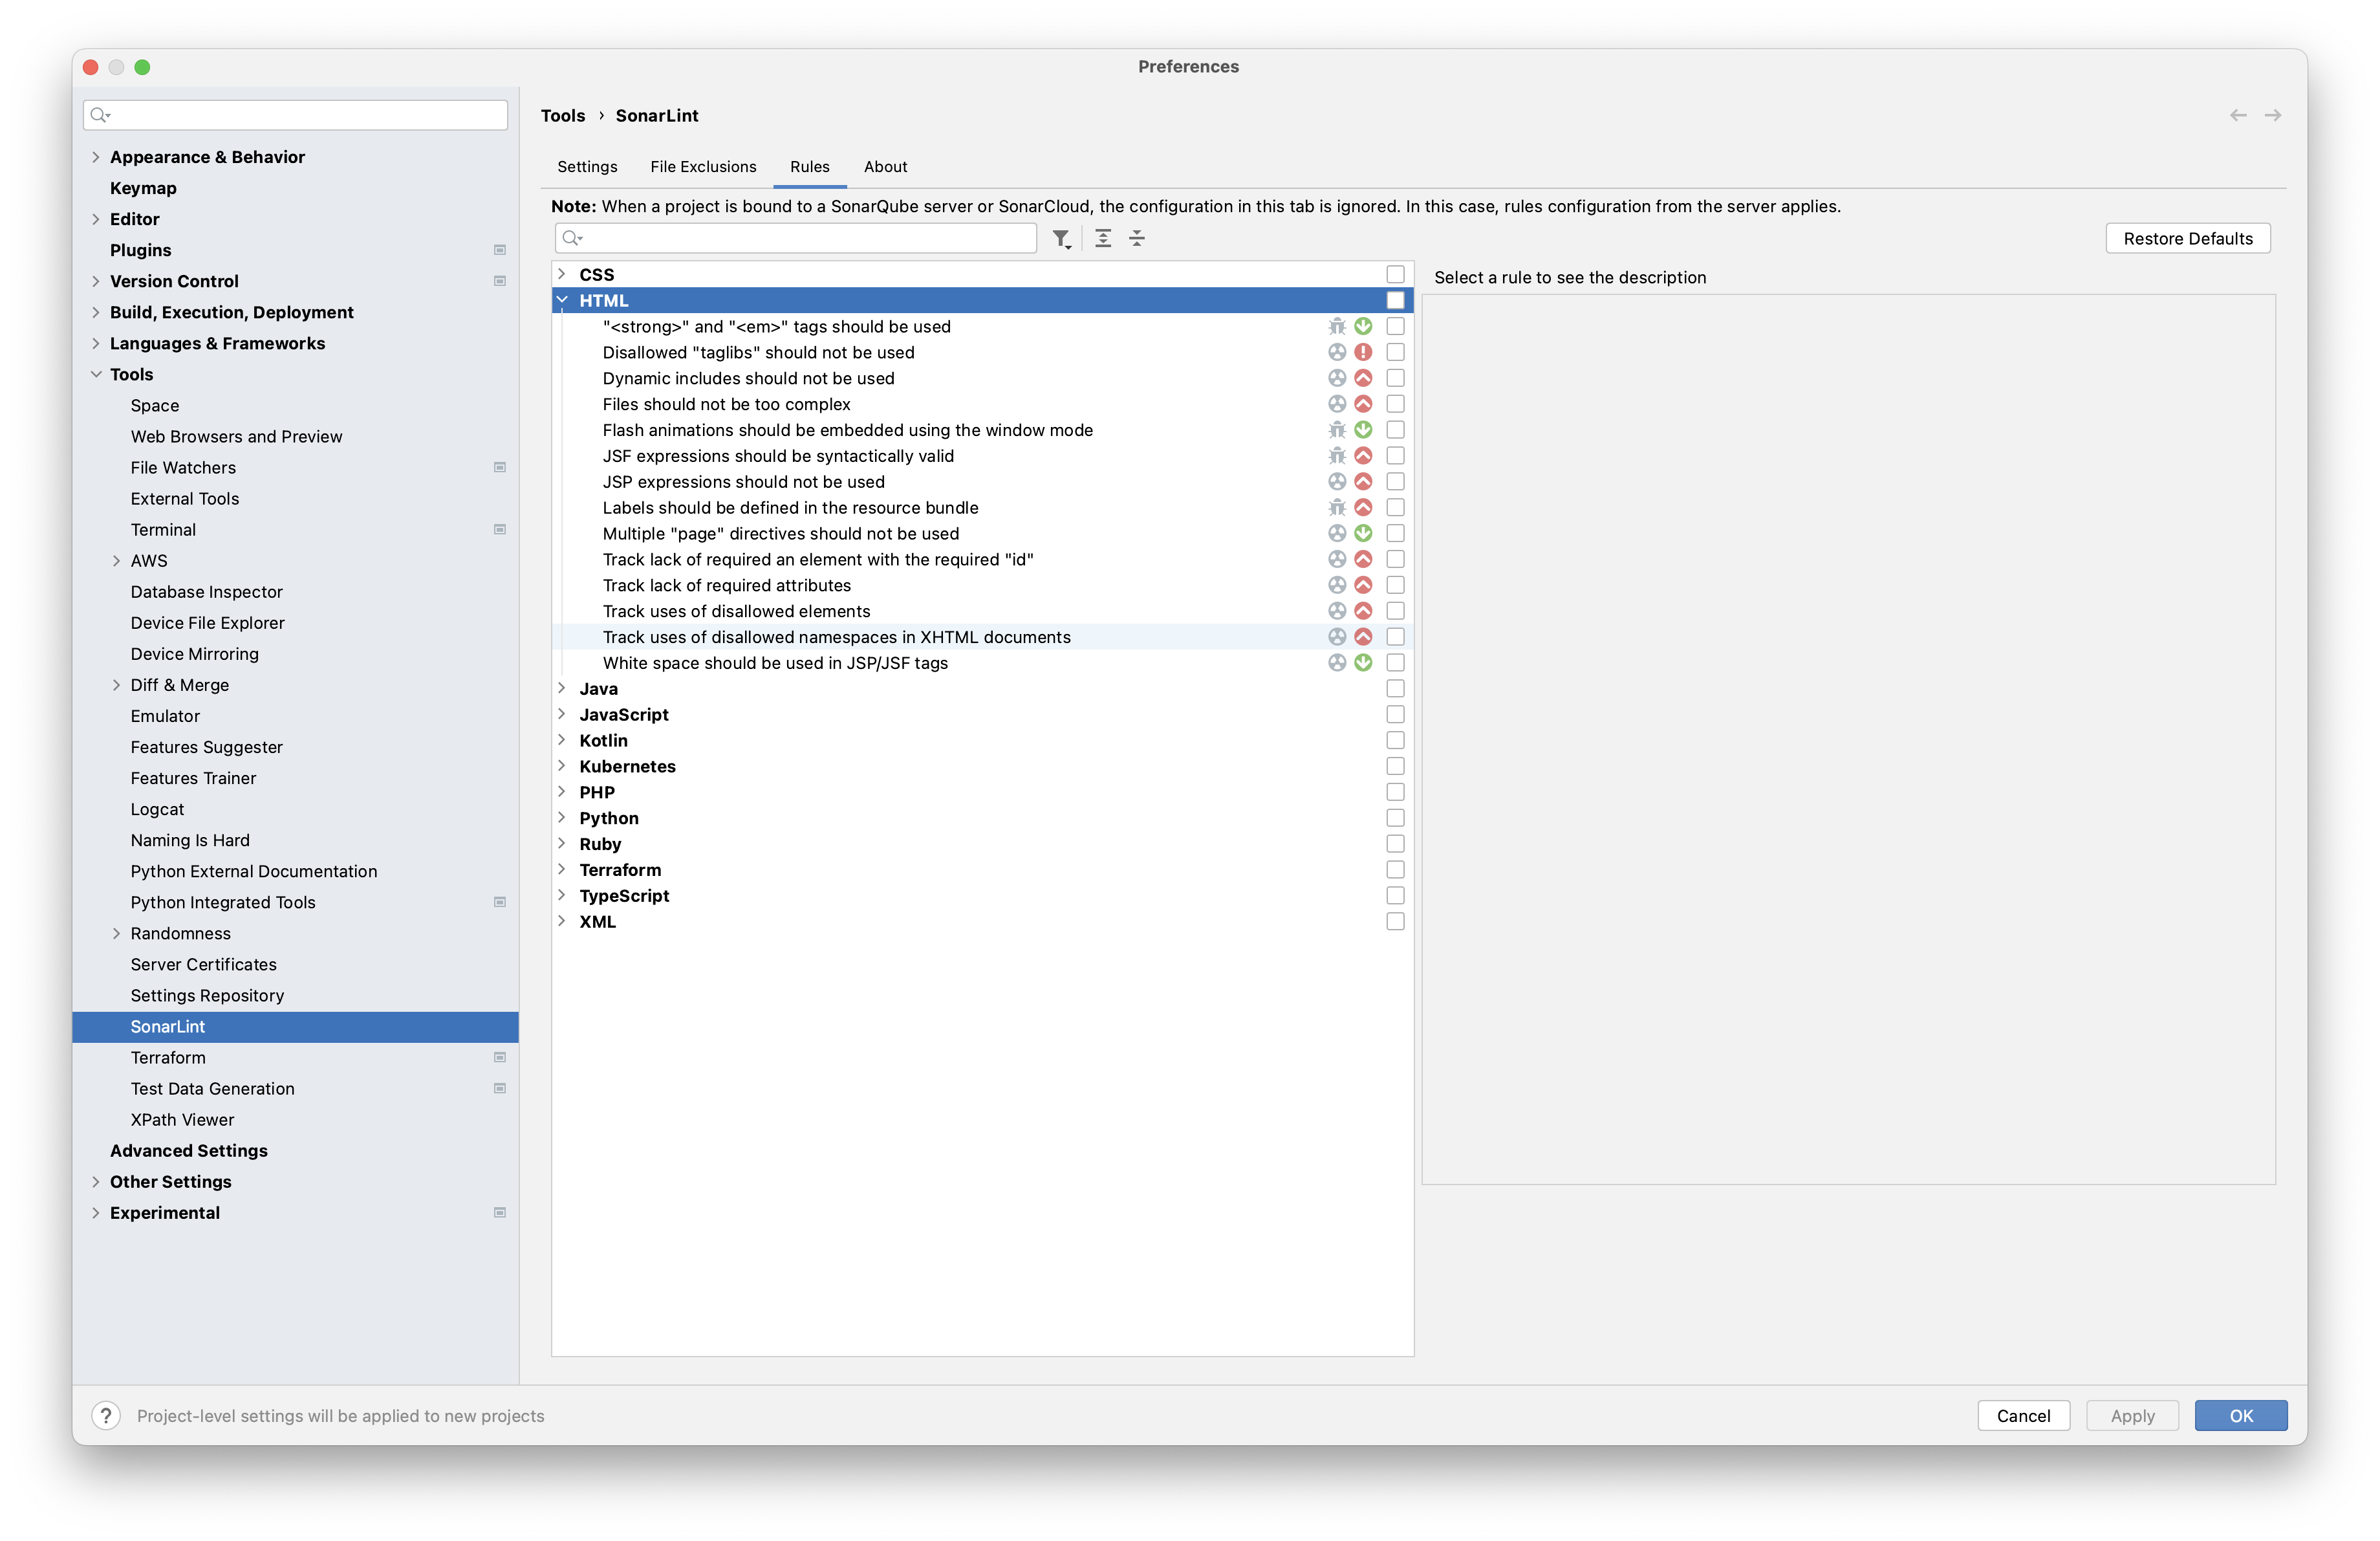 Preferences
Appearance & Behavior
Keymap
Editor
Plugins
Version Control
Build, Execution, Deployment
Languages & Frameworks
Tools
Space
Web Browsers and Preview
File Watchers
External Tools
Terminal
AWS
Database Inspector
Device File Explorer
Device Mirroring
Diff & Merge
Emulator
Features Suggester
Features Trainer
Logcat
Naming Is Hard
Python External Documentation
Python Integrated Tools
Randomness
Server Certificates
Settings Repository
SonarLint
Terraform
Test Data Generation
XPath Viewer
Advanced Settings
Other Settings
Experimental
Tools › SonarLint
Settings File Exclusions Rules About
Note: When a project is bound to a SonarQube server or SonarCloud, the configuration in this tab is ignored. In this case, rules configuration from the server applies.
Restore Defaults
CSS
HTML
"<strong>" and "<em>" tags should be used
Disallowed "taglibs" should not be used
Dynamic includes should not be used
Files should not be too complex
Flash animations should be embedded using the window mode
JSF expressions should be syntactically valid
JSP expressions should not be used
Labels should be defined in the resource bundle
Multiple "page" directives should not be used
Track lack of required an element with the required "id"
Track lack of required attributes
Track uses of disallowed elements
Track uses of disallowed namespaces in XHTML documents
White space should be used in JSP/JSF tags
Java
JavaScript
Kotlin
Kubernetes
PHP
Python
Ruby
Terraform
TypeScript
XML
Select a rule to see the description
? Project-level settings will be applied to new projects
Cancel Apply OK